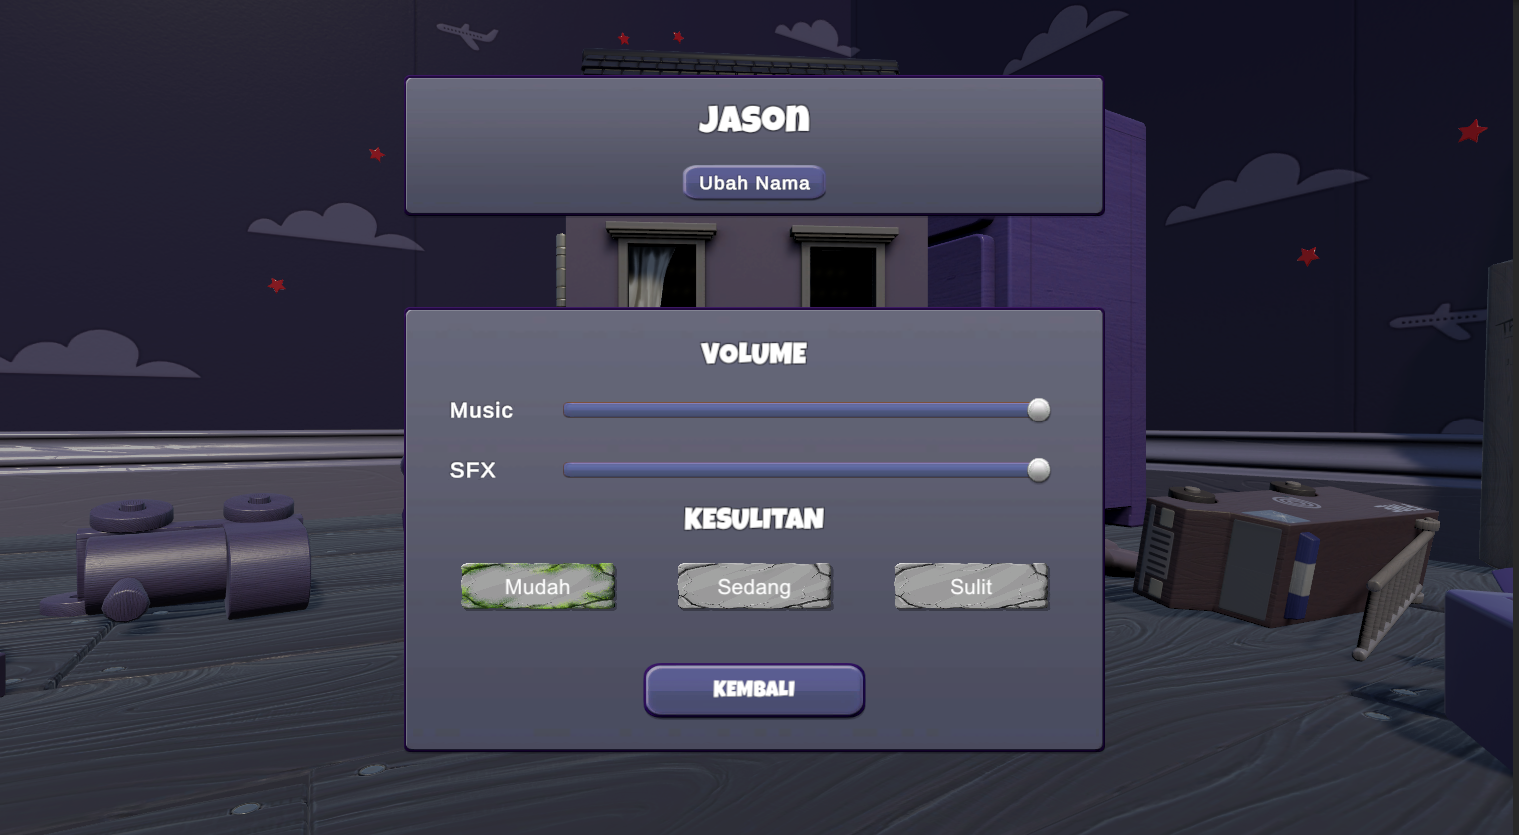 JASON
Ubah Nama
VOLUME
Music
SFX
KESULITAN
Mudah
Sedang
Sulit
KEMBALI